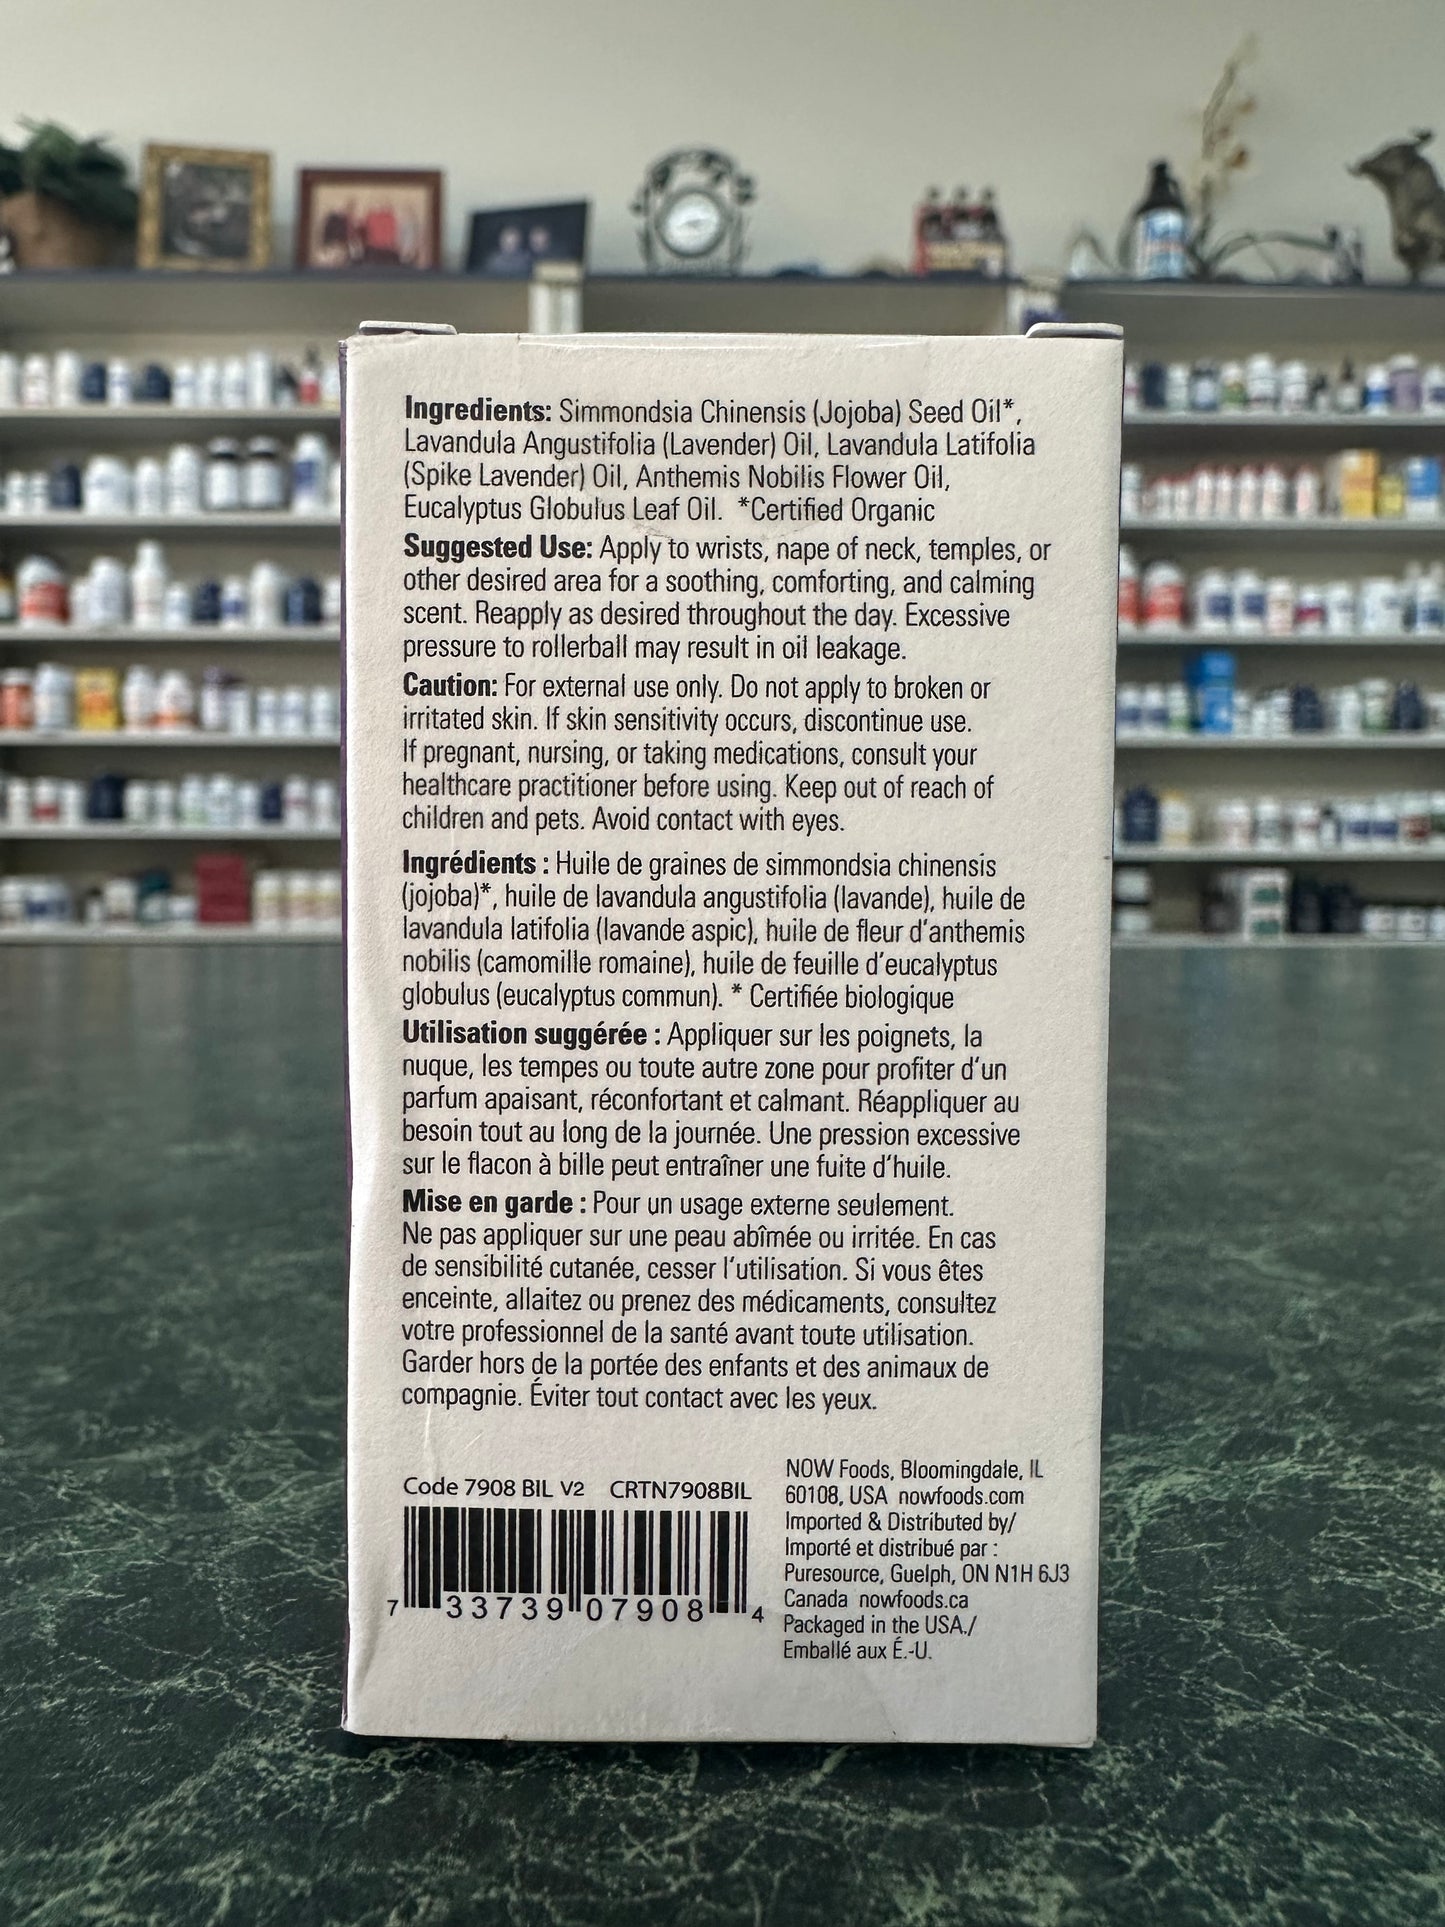 Ingredients: Simmondsia Chinensis (Jojoba) Seed Oil*,
Lavandula Angustifolia (Lavender) Oil, Lavandula Latifolia
(Spike Lavender) Oil, Anthemis Nobilis Flower Oil,
Eucalyptus Globulus Leaf Oil. *Certified Organic
Suggested Use: Apply to wrists, nape of neck, temples, or
other desired area for a soothing, comforting, and calming
scent. Reapply as desired throughout the day. Excessive
pressure to rollerball may result in oil leakage.
Caution: For external use only. Do not apply to broken or
irritated skin. If skin sensitivity occurs, discontinue use.
If pregnant, nursing, or taking medications, consult your
healthcare practitioner before using. Keep out of reach of
children and pets. Avoid contact with eyes.
Ingrédients : Huile de graines de simmondsia chinensis
(jojoba)*, huile de lavandula angustifolia (lavande), huile de
lavandula latifolia (lavande aspic), huile de fleur d'anthemis
nobilis (camomille romaine), huile de feuille d'eucalyptus
globulus (eucalyptus commun). * Certifiée biologique
Utilisation suggérée : Appliquer sur les poignets, la
nuque, les tempes ou toute autre zone pour profiter d'un
parfum apaisant, réconfortant et calmant. Réappliquer au
besoin tout au long de la journée. Une pression excessive
sur le flacon à bille peut entraîner une fuite d'huile.
Mise en garde : Pour un usage externe seulement.
Ne pas appliquer sur une peau abîmée ou irritée. En cas
de sensibilité cutanée, cesser l'utilisation. Si vous êtes
enceinte, allaitez ou prenez des médicaments, consultez
votre professionnel de la santé avant toute utilisation.
Garder hors de la portée des enfants et des animaux de
compagnie. Éviter tout contact avec les yeux.
Code 7908 BIL V2 CRTN7908BIL
7 33739 07908 4
NOW Foods, Bloomingdale, IL
60108, USA nowfoods.com
Imported & Distributed by/
Importé et distribué par :
Puresource, Guelph, ON N1H 6J3
Canada nowfoods.ca
Packaged in the USA./
Emballé aux É.-U.